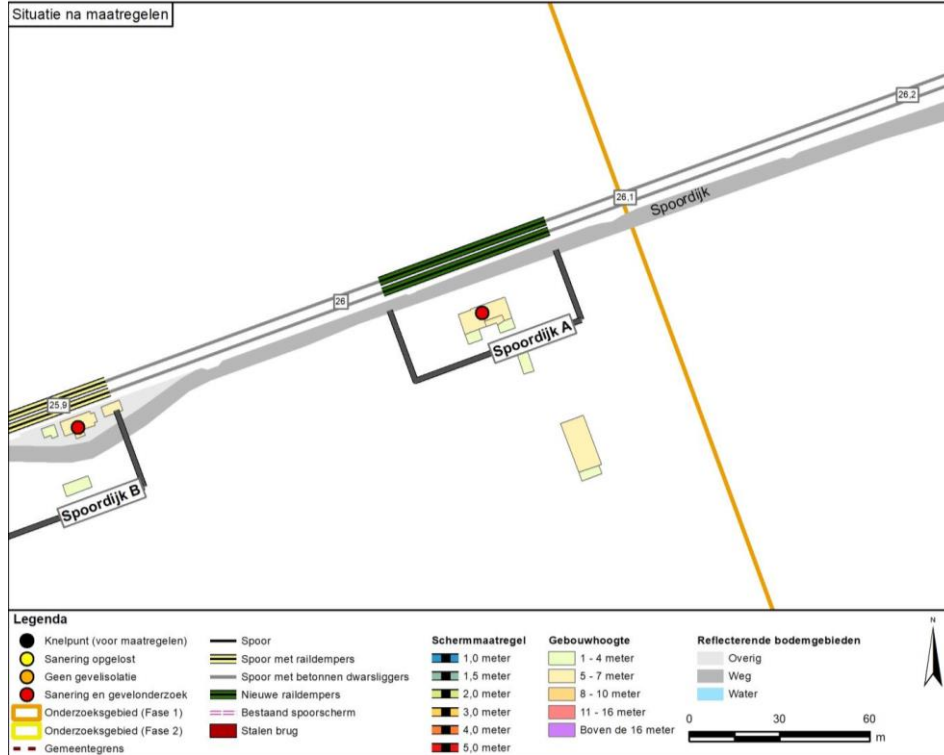 Situatie na maatregelen
26,2
26,1
Spoordijk
26
Spoordijk A
25,9
Spoordijk B
Legenda
Knelpunt (voor maatregelen)
Sanering opgelost
Geen gevelisolatie
Sanering en gevelonderzoek
Onderzoeksgebied (Fase 1)
Onderzoeksgebied (Fase 2)
Gemeentegrens
Spoor
Spoor met raildempers
Spoor met betonnen dwarsliggers
Nieuwe raildempers
Bestaand spoorscherm
Stalen brug
Schermmaatregel
1,0 meter
1,5 meter
2,0 meter
3,0 meter
4,0 meter
5,0 meter
Gebouwhoogte
1 - 4 meter
5 - 7 meter
8 - 10 meter
11 - 16 meter
Boven de 16 meter
Reflecterende bodemgebieden
Overig
Weg
Water
N
0 30 60
m